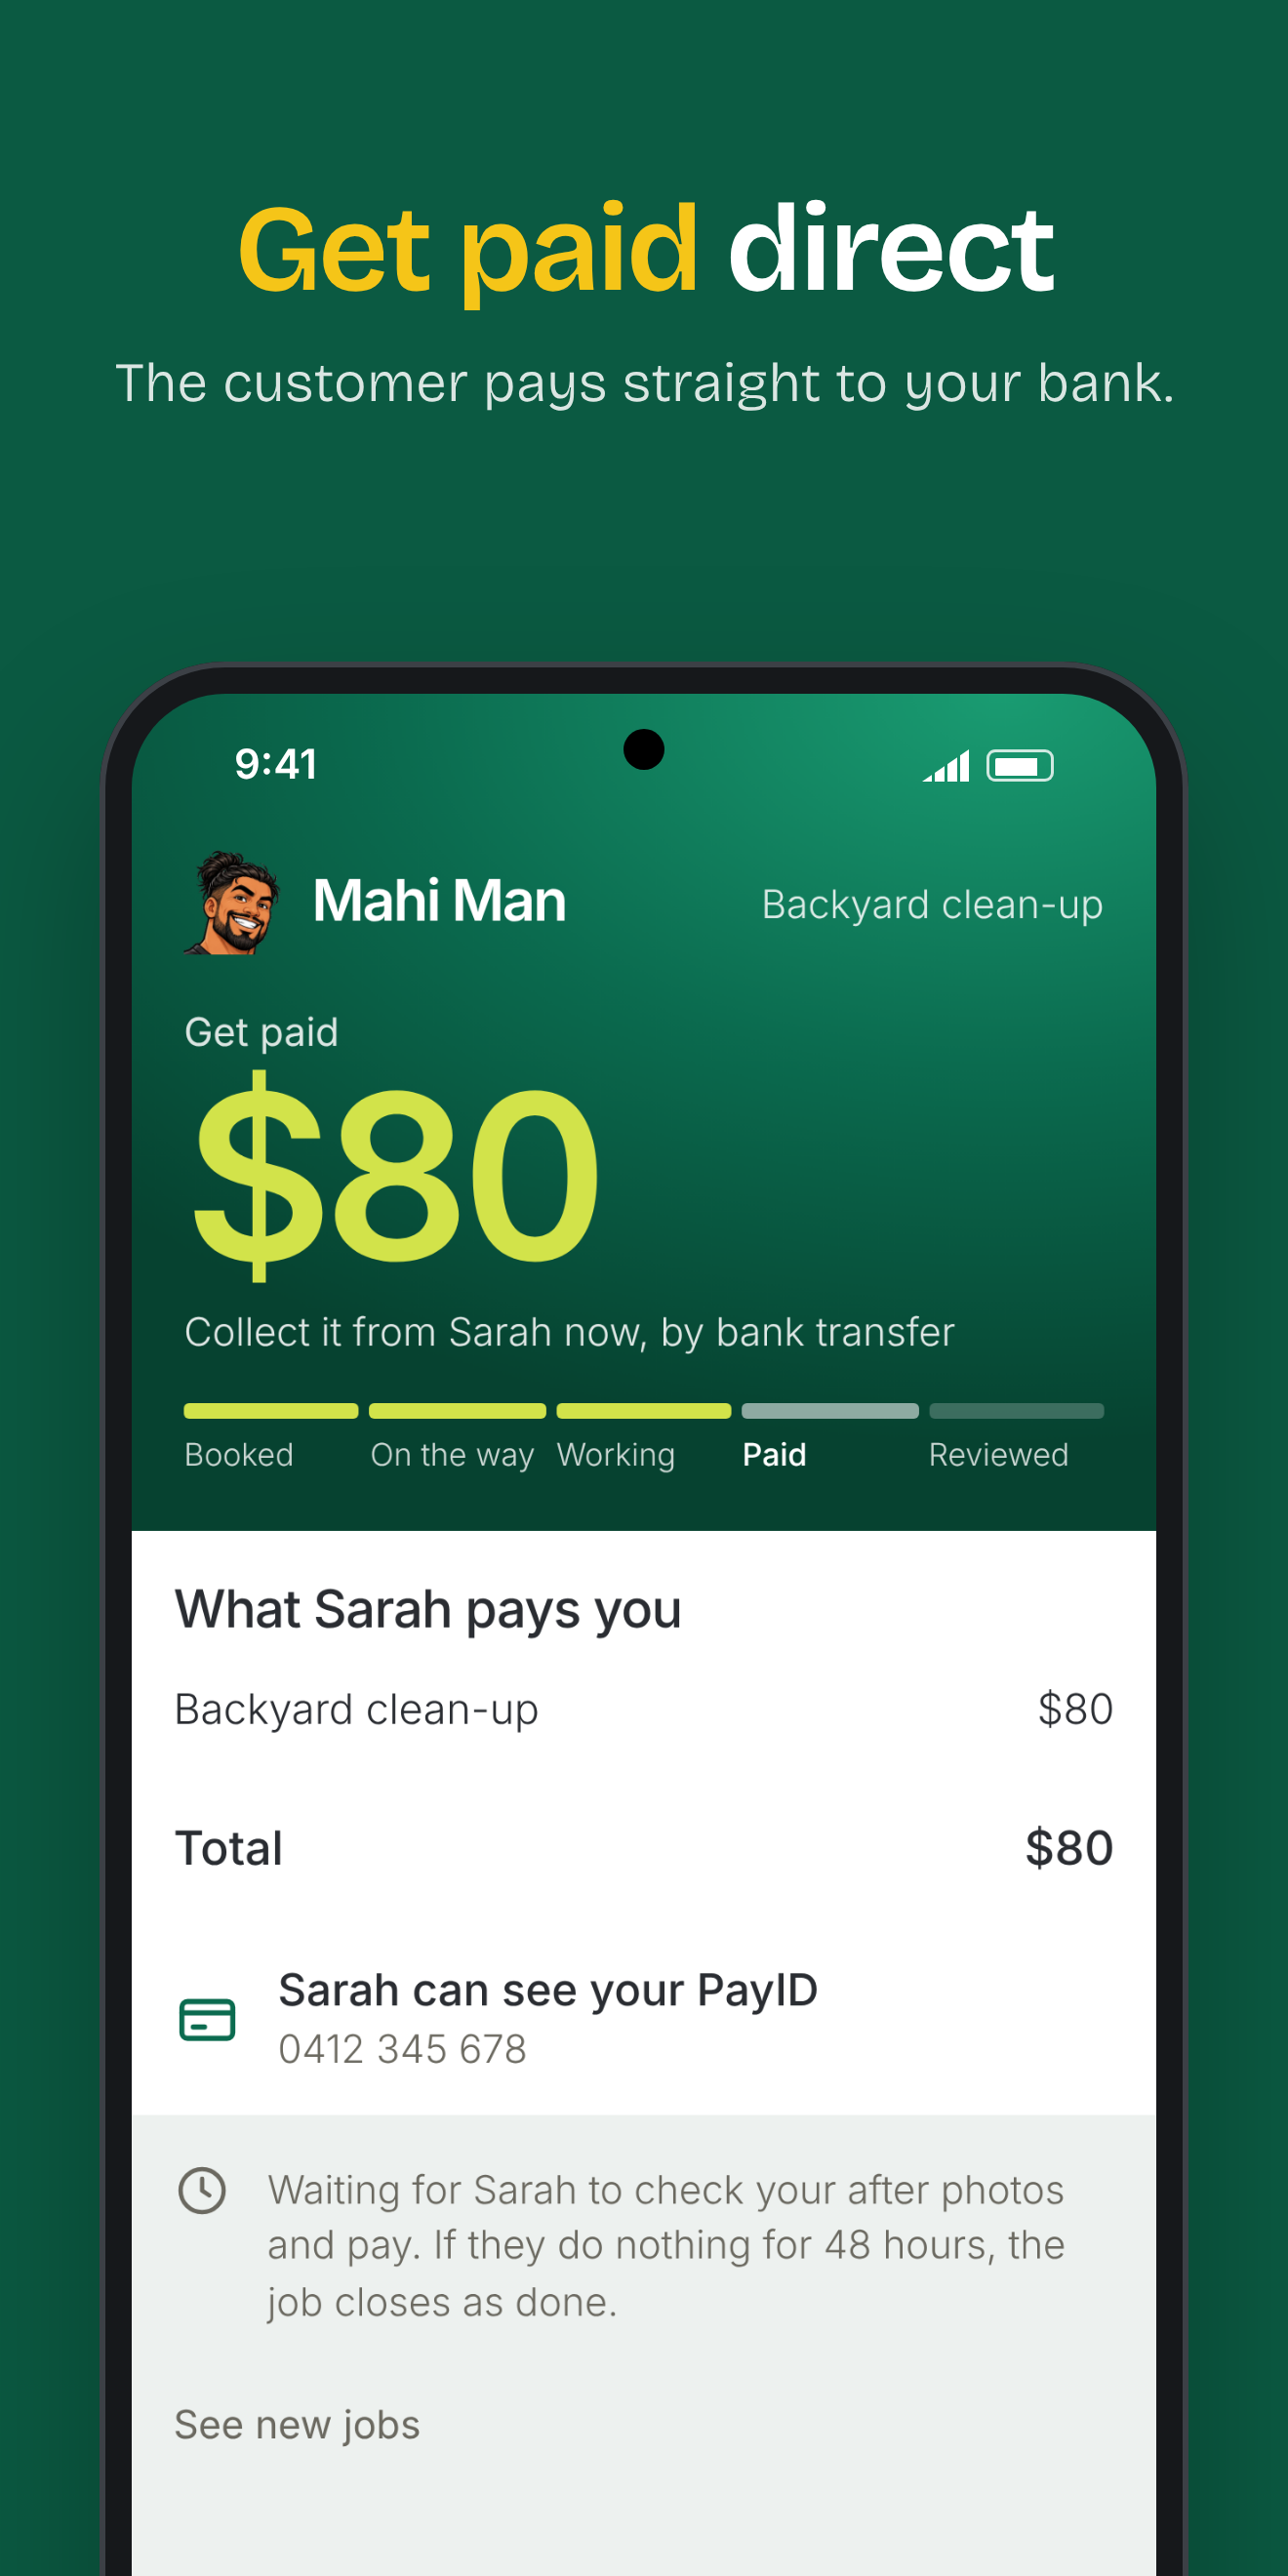 Get paid direct
The customer pays straight to your bank.
9:41
Mahi Man
Backyard clean-up
Get paid
$80
Collect it from Sarah now, by bank transfer
Booked
On the way
Working
Paid
Reviewed
What Sarah pays you
Backyard clean-up
$80
Total
$80
Sarah can see your PayID
0412 345 678
Waiting for Sarah to check your after photos
and pay. If they do nothing for 48 hours, the
job closes as done.
See new jobs